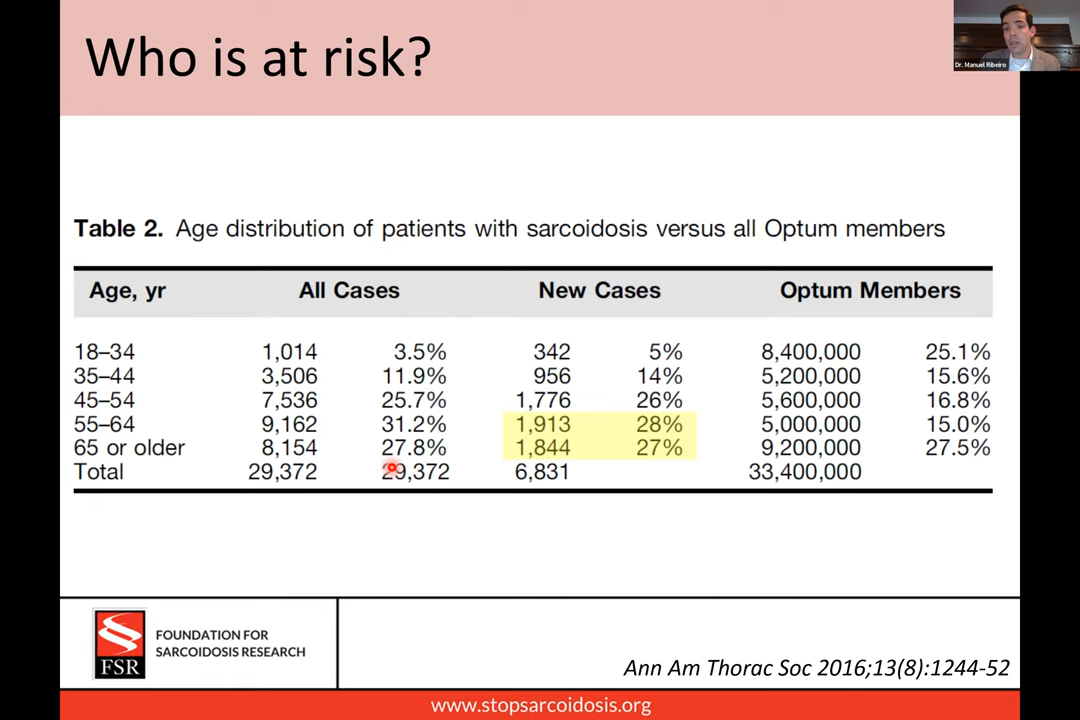 Who is at risk?
Dr. Manuel Ribeiro
Table 2. Age distribution of patients with sarcoidosis versus all Optum members
Age, yr All Cases New Cases Optum Members
18–34 1,014 3.5% 342 5% 8,400,000 25.1%
35–44 3,506 11.9% 956 14% 5,200,000 15.6%
45–54 7,536 25.7% 1,776 26% 5,600,000 16.8%
55–64 9,162 31.2% 1,913 28% 5,000,000 15.0%
65 or older 8,154 27.8% 1,844 27% 9,200,000 27.5%
Total 29,372 29,372 6,831 33,400,000
FSR
FOUNDATION FOR
SARCOIDOSIS RESEARCH
Ann Am Thorac Soc 2016;13(8):1244-52
www.stopsarcoidosis.org